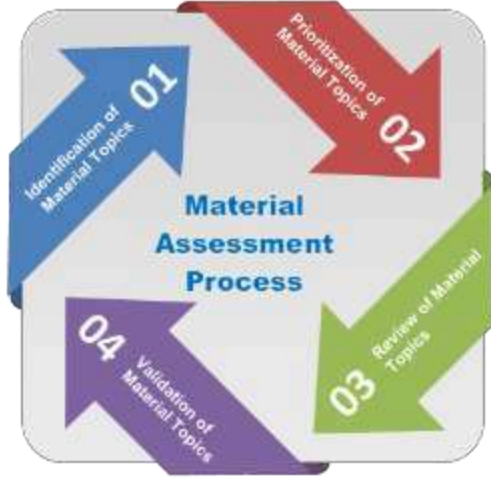 Identification of
Material Topics
01
Prioritization of
Material Topics
02
Material
Assessment
Process
Review of Material
Topics
03
04
Validation of
Material Topics